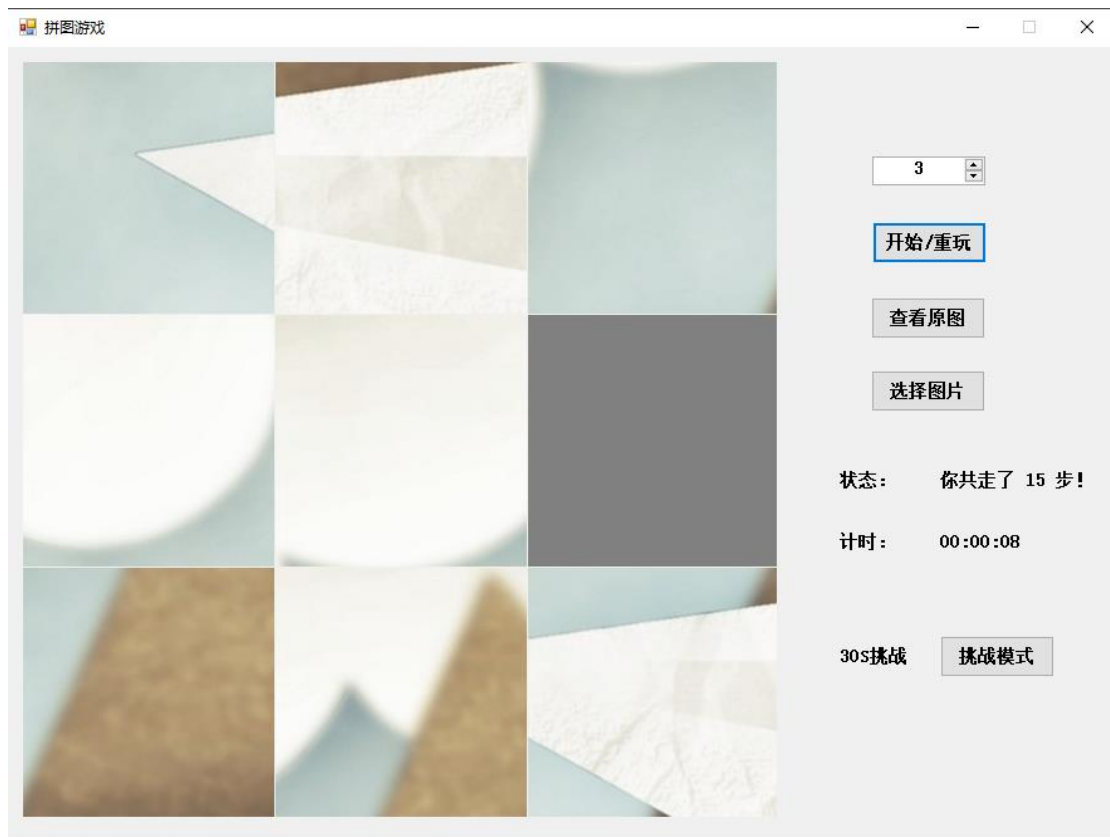 拼图游戏
3
开始/重玩
查看原图
选择图片
状态： 你共走了 15 步!
计时： 00:00:08
30S挑战 挑战模式